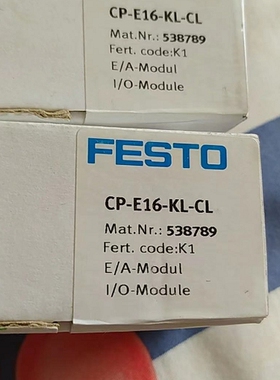 CP-E16-KL-CL
Mat.Nr.: 538789
Fert. code:K1
E/A-Modul
I/O-Module
FESTO
CP-E16-KL-CL
Mat.Nr.: 538789
Fert. code:K1
E/A-Modul
I/O-Module